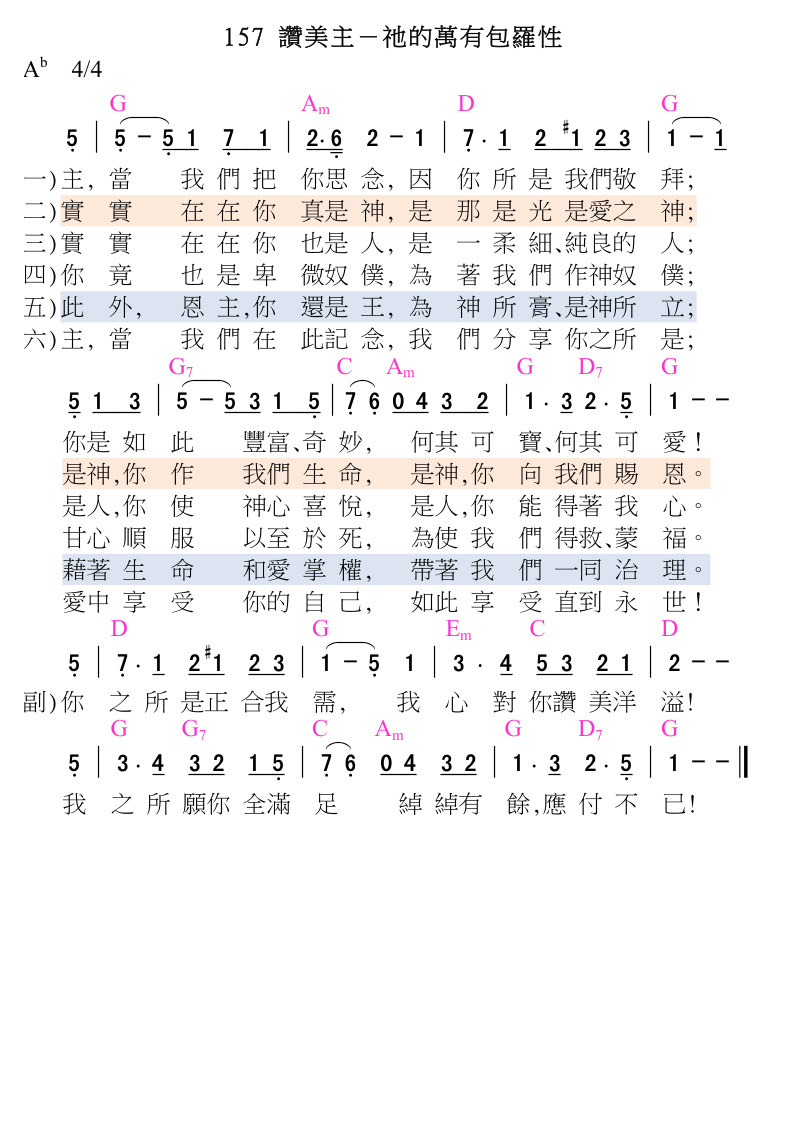 157 讚美主－祂的萬有包羅性
A♭ 4/4
G Am D G
5 | 5 － 5 1 7 1 | 2·6 2 － 1 | 7· 1 2 #1 2 3 | 1 － 1
一)主,當 我們把 你思念,因 你所是我們敬 拜;
二)實 實 在在你 真是神,是 那是光是愛之 神;
三)實 實 在在你 也是人,是 一柔細、純良的 人;
四)你 竟 也是卑 微奴僕,為 著我們作神奴 僕;
五)此 外, 恩主,你 還是王,為 神所膏、是神所 立;
六)主,當 我們在 此記念,我 們分享你之所 是;
G7 C Am G D7 G
5 1 3 | 5 － 5 3 1 5 | 7 6 0 4 3 2 | 1· 3 2· 5 | 1 － －
你是如 此 豐富、奇 妙, 何其可 寶、何其可 愛！
是神,你 作 我們生 命, 是神,你 向我們賜 恩。
是人,你 使 神心喜 悅, 是人,你 能得著我 心。
甘心順 服 以至於 死, 為使我 們得救、蒙 福。
藉著生 命 和愛掌 權, 帶著我 們一同治 理。
愛中享 受 你的自 己, 如此享 受直到永 世！
D G Em C D
5 | 7· 1 2 #1 2 3 | 1 － 5 1 | 3· 4 5 3 2 1 | 2 － －
副)你 之所是正合我 需, 我 心 對你讚美洋 溢!
G G7 C Am G D7 G
5 | 3· 4 3 2 1 5 | 7 6 0 4 3 2 | 1· 3 2· 5 | 1 － － ‖
我 之所願你全滿 足 綽綽有 餘,應付不 已!